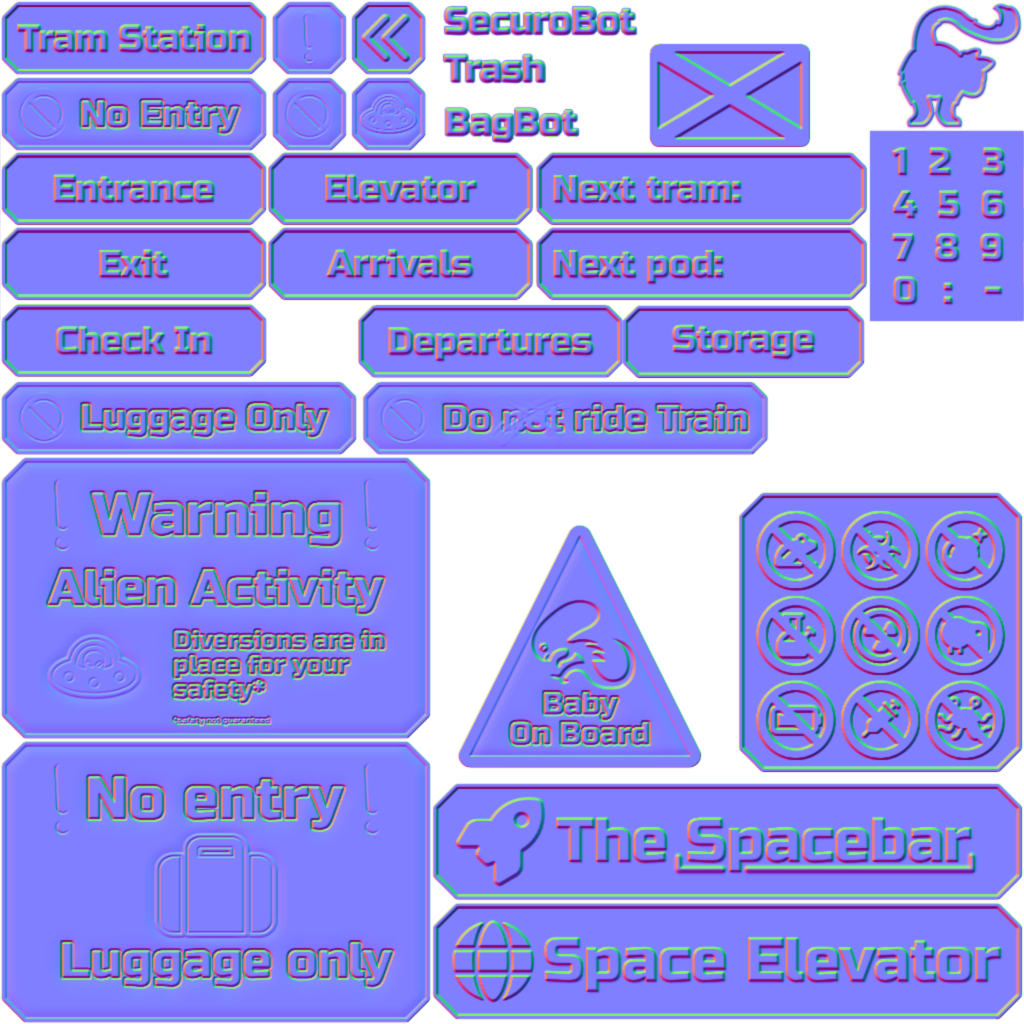 Tram Station
!
SecuroBot
Trash
BagBot
No Entry
Entrance
Elevator
Next tram:
1 2 3
4 5 6
7 8 9
0 : -
Exit
Arrivals
Next pod:
Check In
Departures
Storage
Luggage Only
Do not ride Train
! Warning !
Alien Activity
Diversions are in
place for your
safety*
*safety not guaranteed
Baby
On Board
! No entry !
Luggage only
The Spacebar
Space Elevator